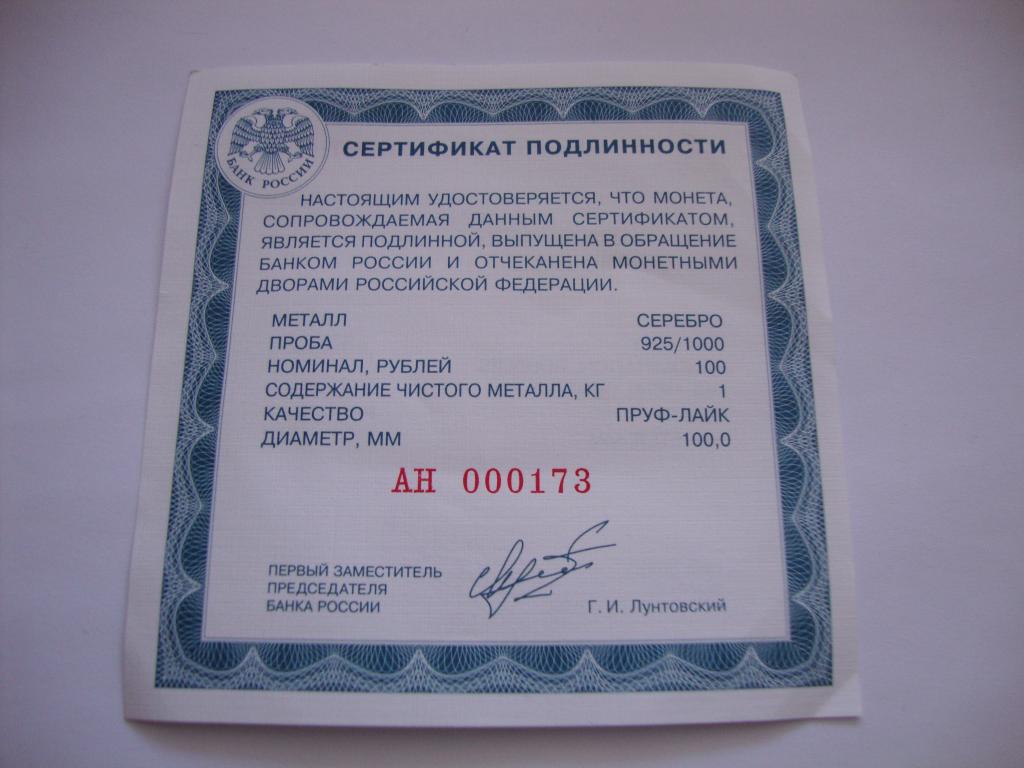 БАНК РОССИИ
СЕРТИФИКАТ ПОДЛИННОСТИ
НАСТОЯЩИМ УДОСТОВЕРЯЕТСЯ, ЧТО МОНЕТА,
СОПРОВОЖДАЕМАЯ ДАННЫМ СЕРТИФИКАТОМ,
ЯВЛЯЕТСЯ ПОДЛИННОЙ, ВЫПУЩЕНА В ОБРАЩЕНИЕ
БАНКОМ РОССИИ И ОТЧЕКАНЕНА МОНЕТНЫМИ
ДВОРАМИ РОССИЙСКОЙ ФЕДЕРАЦИИ.
МЕТАЛЛ СЕРЕБРО
ПРОБА 925/1000
НОМИНАЛ, РУБЛЕЙ 100
СОДЕРЖАНИЕ ЧИСТОГО МЕТАЛЛА, КГ 1
КАЧЕСТВО ПРУФ-ЛАЙК
ДИАМЕТР, ММ 100,0
АН 000173
ПЕРВЫЙ ЗАМЕСТИТЕЛЬ
ПРЕДСЕДАТЕЛЯ
БАНКА РОССИИ Г. И. Лунтовский